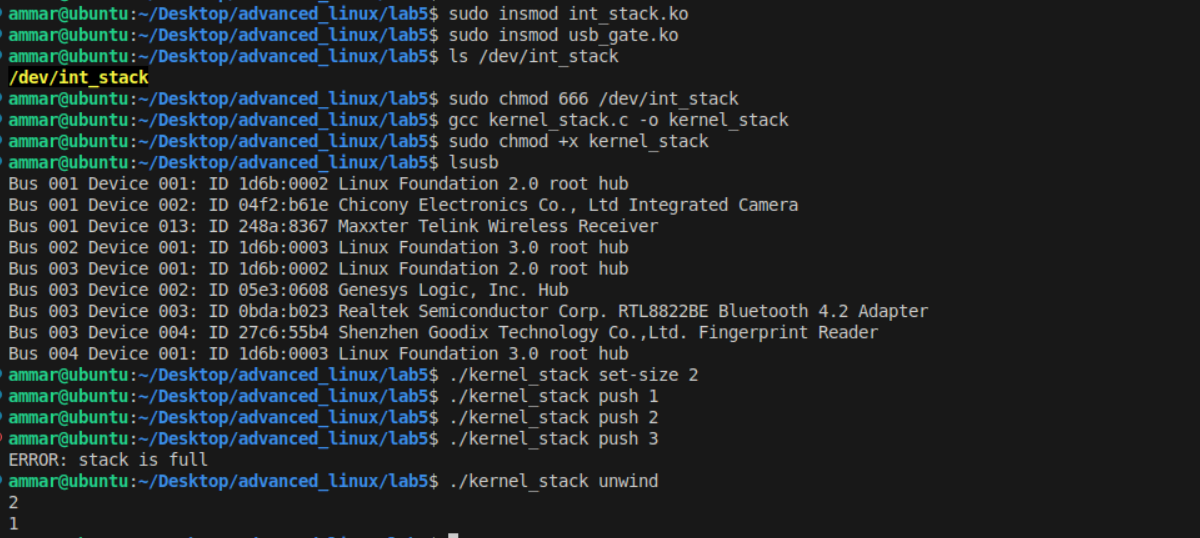 ammar@ubuntu:~/Desktop/advanced_linux/lab5$ sudo insmod int_stack.ko
ammar@ubuntu:~/Desktop/advanced_linux/lab5$ sudo insmod usb_gate.ko
ammar@ubuntu:~/Desktop/advanced_linux/lab5$ ls /dev/int_stack
/dev/int_stack
ammar@ubuntu:~/Desktop/advanced_linux/lab5$ sudo chmod 666 /dev/int_stack
ammar@ubuntu:~/Desktop/advanced_linux/lab5$ gcc kernel_stack.c -o kernel_stack
ammar@ubuntu:~/Desktop/advanced_linux/lab5$ sudo chmod +x kernel_stack
ammar@ubuntu:~/Desktop/advanced_linux/lab5$ lsusb
Bus 001 Device 001: ID 1d6b:0002 Linux Foundation 2.0 root hub
Bus 001 Device 002: ID 04f2:b61e Chicony Electronics Co., Ltd Integrated Camera
Bus 001 Device 013: ID 248a:8367 Maxxter Telink Wireless Receiver
Bus 002 Device 001: ID 1d6b:0003 Linux Foundation 3.0 root hub
Bus 003 Device 001: ID 1d6b:0002 Linux Foundation 2.0 root hub
Bus 003 Device 002: ID 05e3:0608 Genesys Logic, Inc. Hub
Bus 003 Device 003: ID 0bda:b023 Realtek Semiconductor Corp. RTL8822BE Bluetooth 4.2 Adapter
Bus 003 Device 004: ID 27c6:55b4 Shenzhen Goodix Technology Co.,Ltd. Fingerprint Reader
Bus 004 Device 001: ID 1d6b:0003 Linux Foundation 3.0 root hub
ammar@ubuntu:~/Desktop/advanced_linux/lab5$ ./kernel_stack set-size 2
ammar@ubuntu:~/Desktop/advanced_linux/lab5$ ./kernel_stack push 1
ammar@ubuntu:~/Desktop/advanced_linux/lab5$ ./kernel_stack push 2
ammar@ubuntu:~/Desktop/advanced_linux/lab5$ ./kernel_stack push 3
ERROR: stack is full
ammar@ubuntu:~/Desktop/advanced_linux/lab5$ ./kernel_stack unwind
2
1